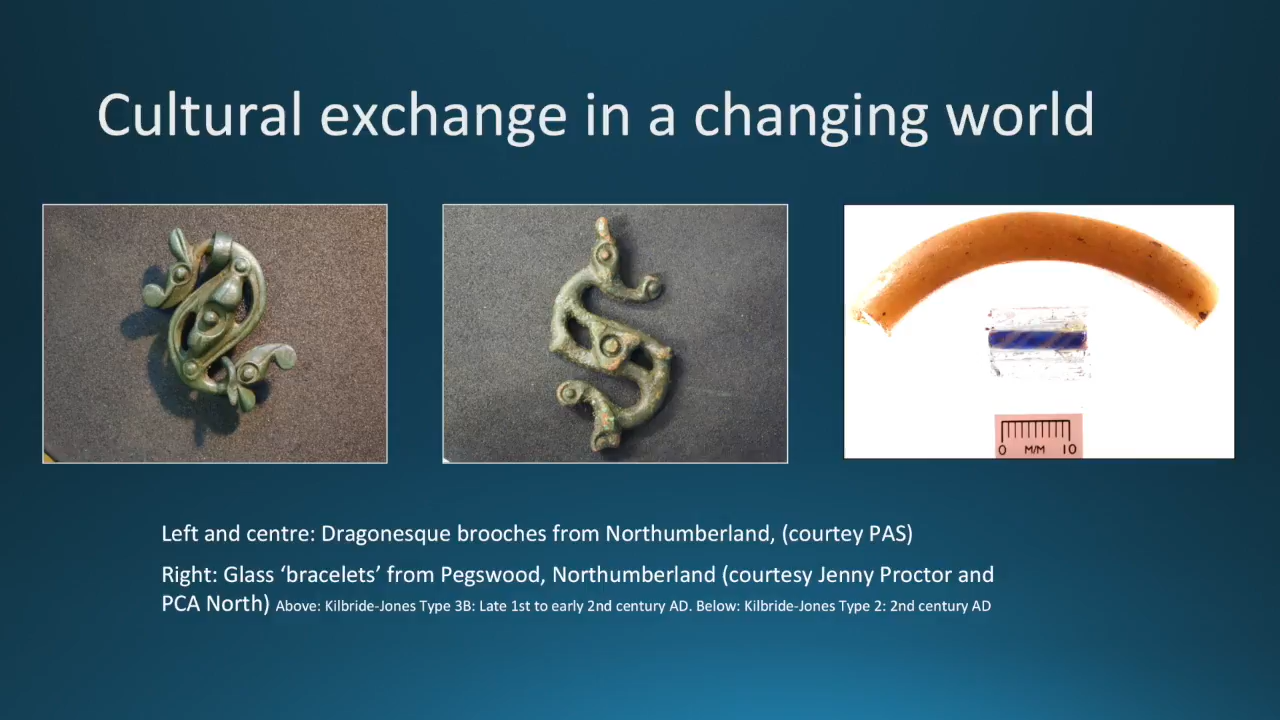 Cultural exchange in a changing world
0 M/M 10
Left and centre: Dragonesque brooches from Northumberland, (courtey PAS)
Right: Glass ‘bracelets’ from Pegswood, Northumberland (courtesy Jenny Proctor and
PCA North) Above: Kilbride-Jones Type 3B: Late 1st to early 2nd century AD. Below: Kilbride-Jones Type 2: 2nd century AD